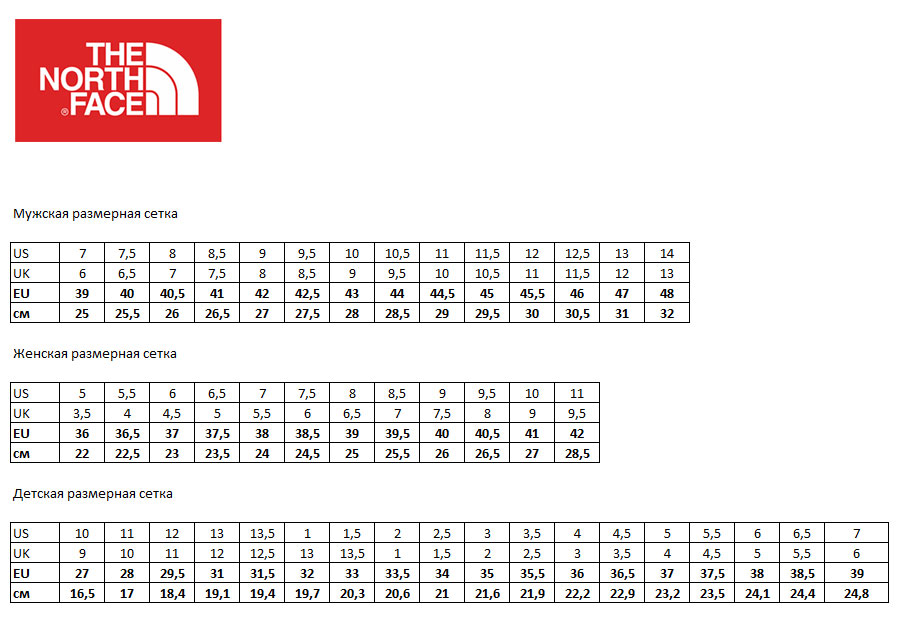 THE
NORTH
®FACE
Мужская размерная сетка
US 7 7,5 8 8,5 9 9,5 10 10,5 11 11,5 12 12,5 13 14
UK 6 6,5 7 7,5 8 8,5 9 9,5 10 10,5 11 11,5 12 13
EU 39 40 40,5 41 42 42,5 43 44 44,5 45 45,5 46 47 48
см 25 25,5 26 26,5 27 27,5 28 28,5 29 29,5 30 30,5 31 32
Женская размерная сетка
US 5 5,5 6 6,5 7 7,5 8 8,5 9 9,5 10 11
UK 3,5 4 4,5 5 5,5 6 6,5 7 7,5 8 9 9,5
EU 36 36,5 37 37,5 38 38,5 39 39,5 40 40,5 41 42
см 22 22,5 23 23,5 24 24,5 25 25,5 26 26,5 27 28,5
Детская размерная сетка
US 10 11 12 13 13,5 1 1,5 2 2,5 3 3,5 4 4,5 5 5,5 6 6,5 7
UK 9 10 11 12 12,5 13 13,5 1 1,5 2 2,5 3 3,5 4 4,5 5 5,5 6
EU 27 28 29,5 31 31,5 32 33 33,5 34 35 35,5 36 36,5 37 37,5 38 38,5 39
см 16,5 17 18,4 19,1 19,4 19,7 20,3 20,6 21 21,6 21,9 22,2 22,9 23,2 23,5 24,1 24,4 24,8